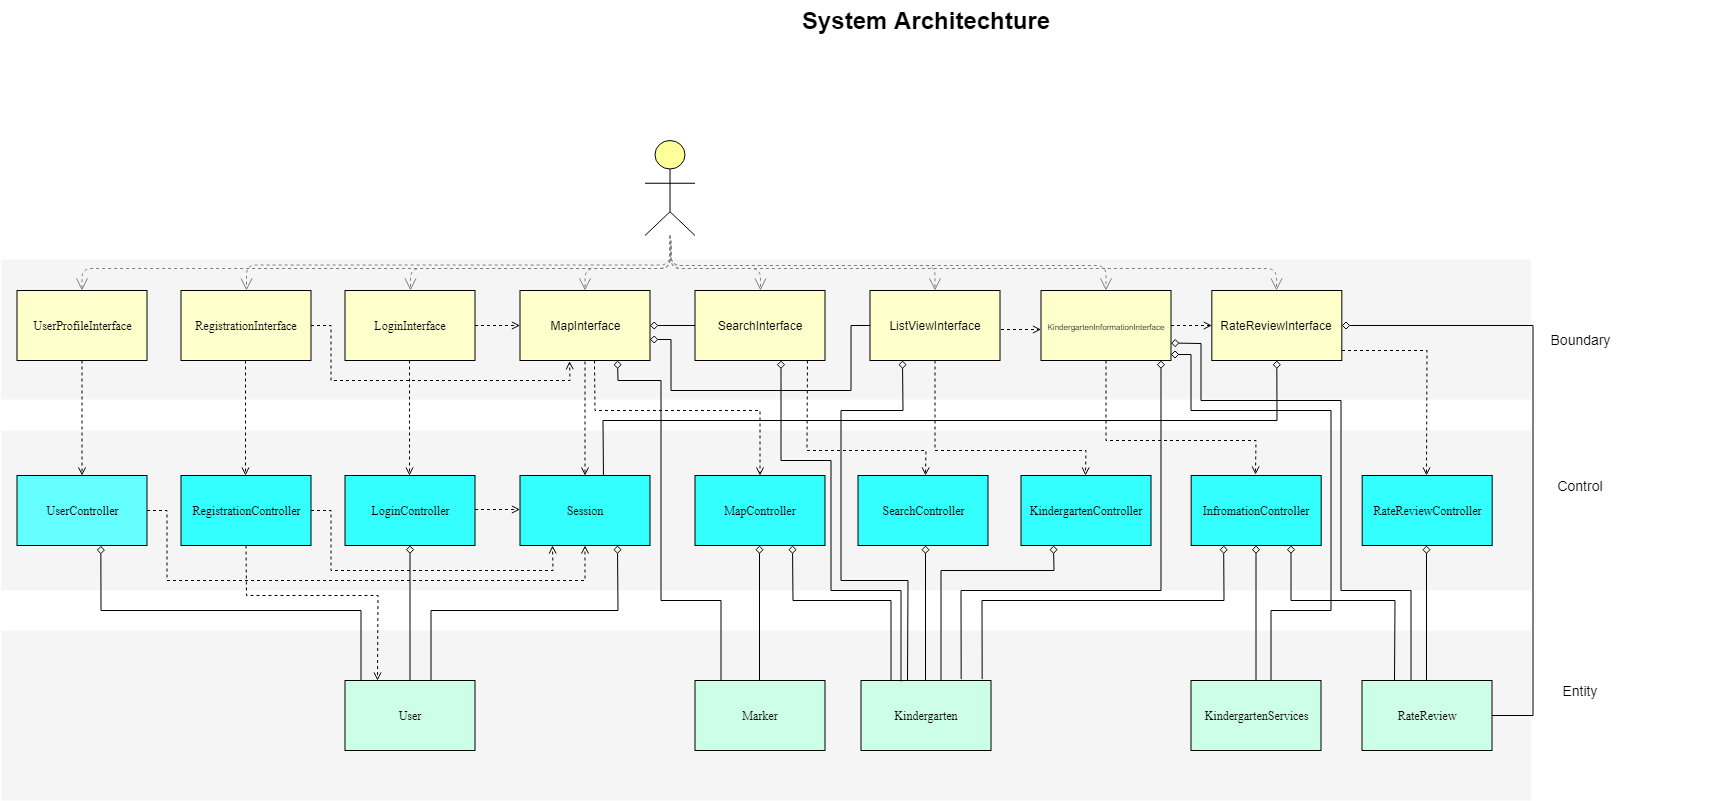 System Architechture
UserProfileInterface
RegistrationInterface
LoginInterface
MapInterface
SearchInterface
ListViewInterface
KindergartenInformationInterface
RateReviewInterface
Boundary
UserController
RegistrationController
LoginController
Session
MapController
SearchController
KindergartenController
InfromationController
RateReviewController
Control
User
Marker
Kindergarten
KindergartenServices
RateReview
Entity